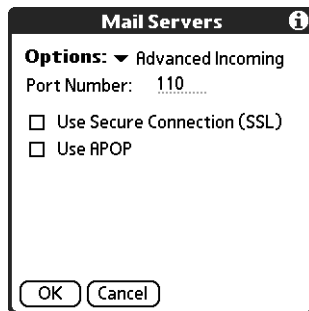 Mail Servers
Options: Advanced Incoming
Port Number: 110
Use Secure Connection (SSL)
Use APOP
OK Cancel